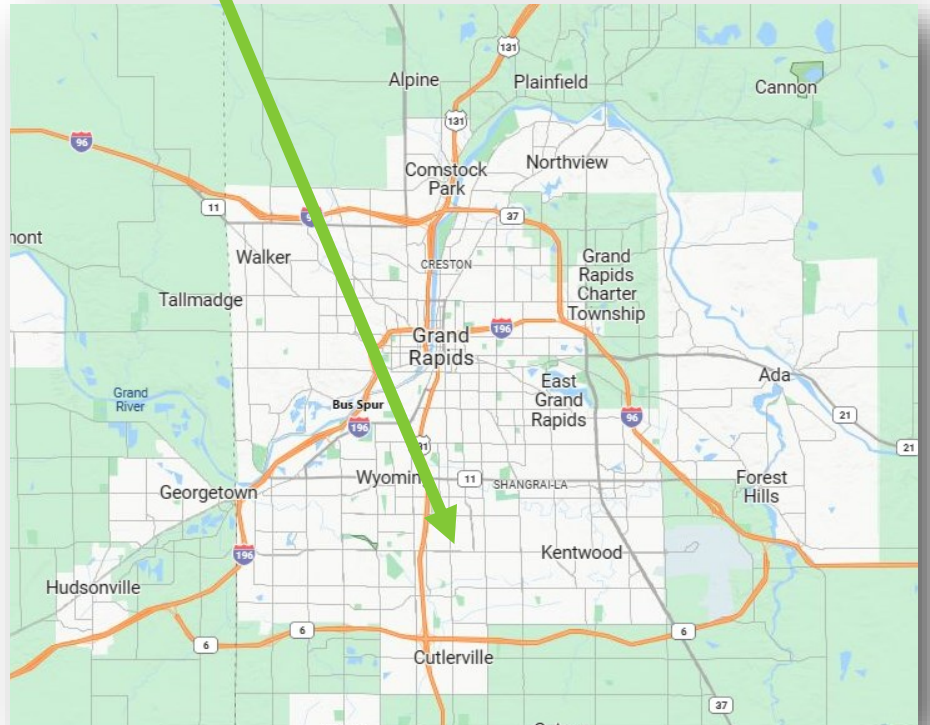 131
Alpine
Plainfield
Cannon
131
96
Comstock
Park
Northview
11
37
mont
Walker
CRESTON
Grand
Rapids
Charter
Township
Tallmadge
196
Grand
Rapids
Ada
Grand
River
East
Grand
Rapids
Bus Spur
196
96
21
21
31
Wyomin
11
SHANGRAI-LA
Forest
Hills
Georgetown
196
Kentwood
Hudsonville
6
6
6
Cutlerville
37